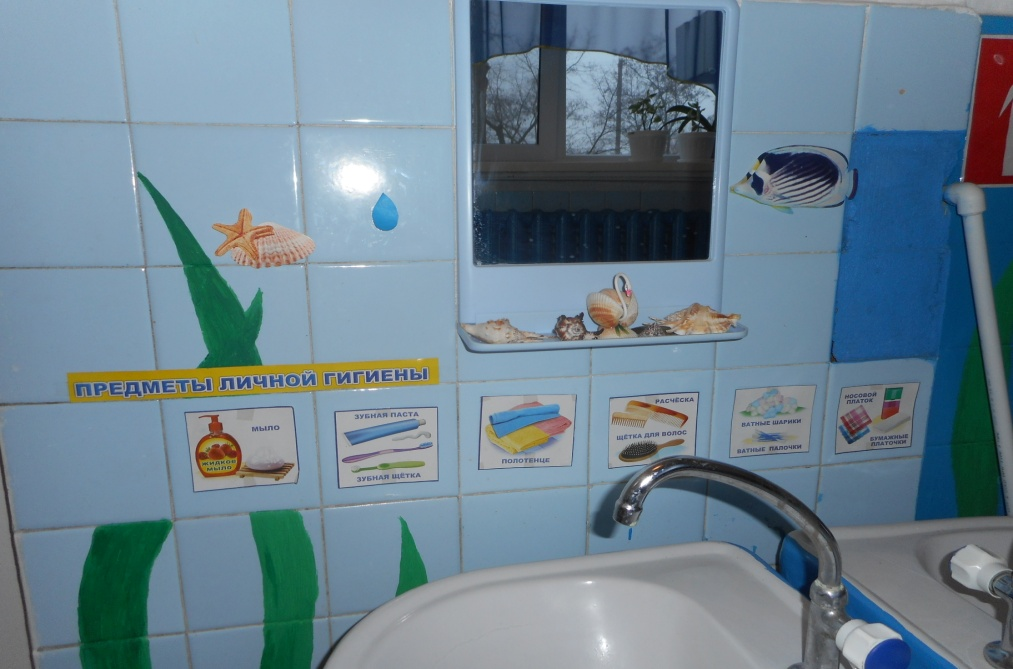 ПРЕДМЕТЫ ЛИЧНОЙ ГИГИЕНЫ
МЫЛО
ЖИДКОЕ
МЫЛО
ЗУБНАЯ ПАСТА
ЗУБНАЯ ЩЁТКА
ПОЛОТЕНЦЕ
РАСЧЁСКА
ЩЁТКА ДЛЯ ВОЛОС
ВАТНЫЕ ШАРИКИ
ВАТНЫЕ ПАЛОЧКИ
НОСОВОЙ
ПЛАТОК
БУМАЖНЫЕ
ПЛАТОЧКИ